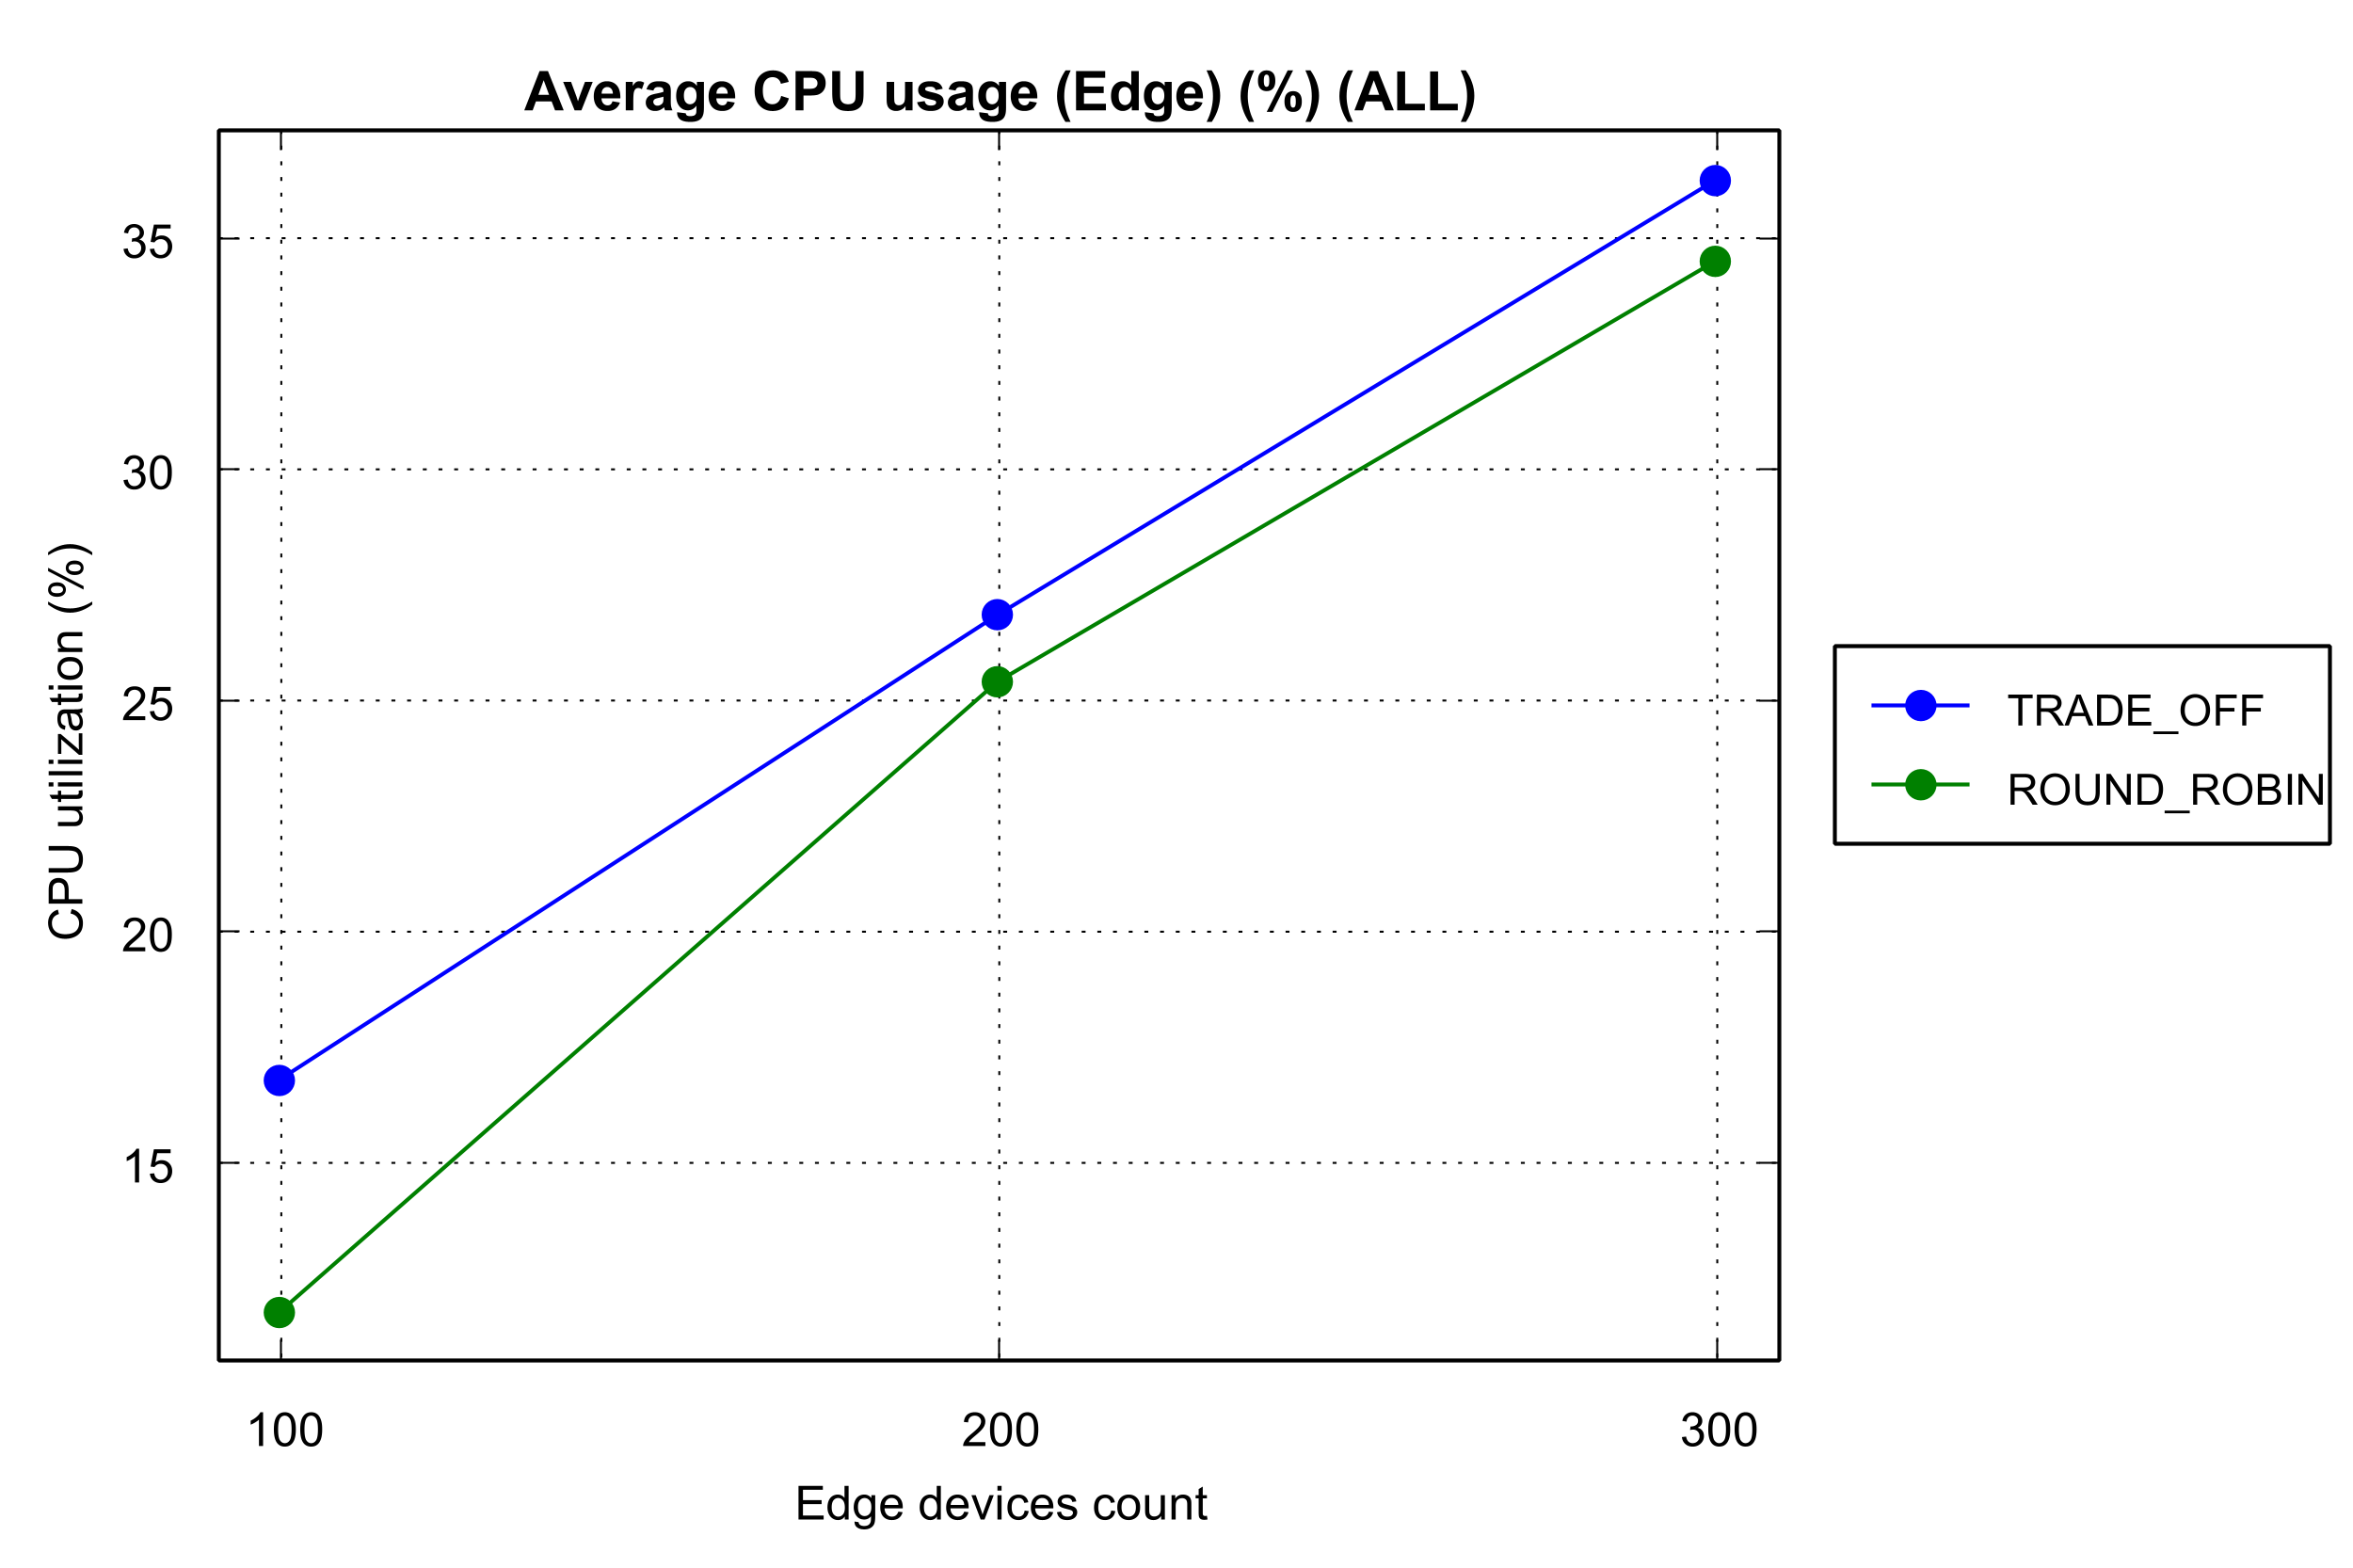 Average CPU usage (Edge) (%) (ALL)
35
30
25
20
15
CPU utilization (%)
100 200 300
Edge devices count
TRADE_OFF
ROUND_ROBIN